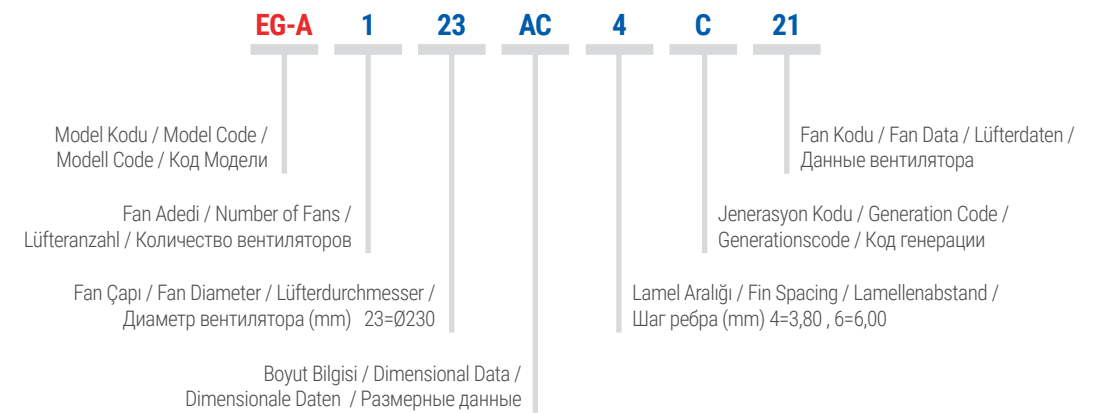 EG-A 1 23 AC 4 C 21
Model Kodu / Model Code /
Modell Code / Код Модели
Fan Kodu / Fan Data / Lüfterdaten /
Данные вентилятора
Fan Adedi / Number of Fans /
Lüfteranzahl / Количество вентиляторов
Jenerasyon Kodu / Generation Code /
Generationscode / Код генерации
Fan Çapı / Fan Diameter / Lüfterdurchmesser /
Диаметр вентилятора (mm) 23=Ø230
Lamel Aralığı / Fin Spacing / Lamellenabstand /
Шаг ребра (mm) 4=3,80 , 6=6,00
Boyut Bilgisi / Dimensional Data /
Dimensionale Daten / Размерные данные